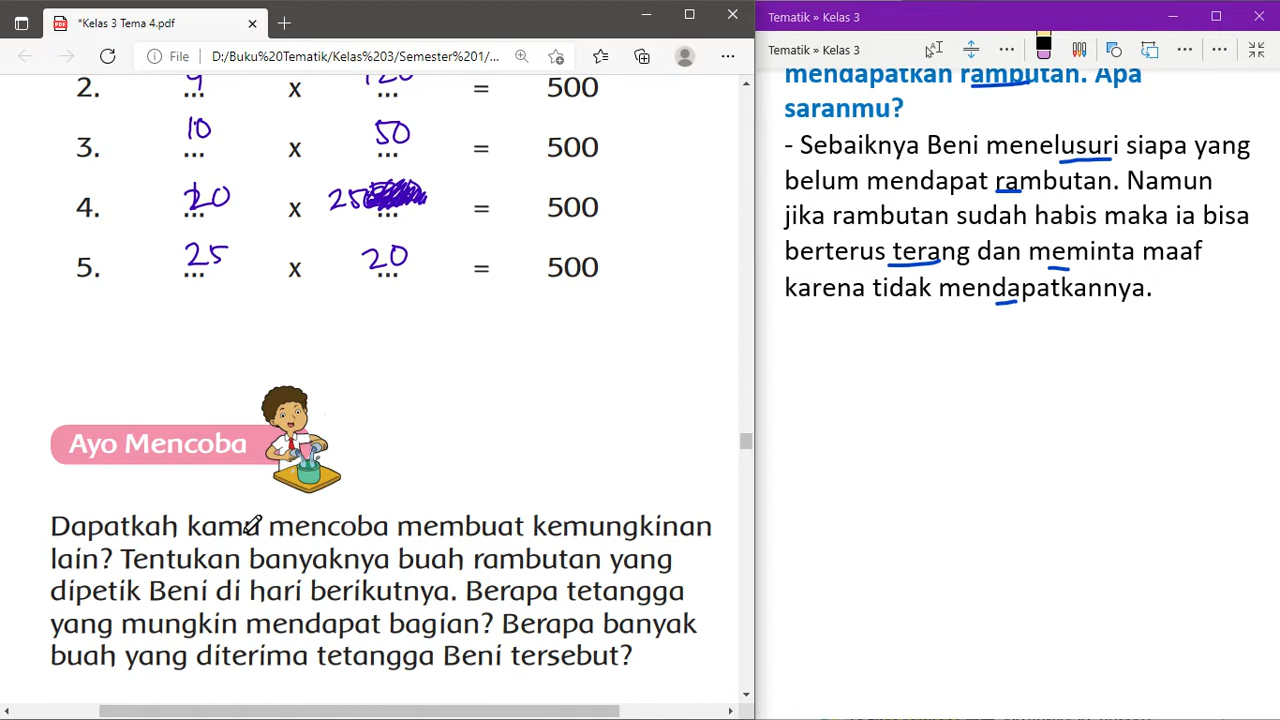 *Kelas 3 Tema 4.pdf
File
D:/Buku%20Tematik/Kelas%203/Semester%201/...
2. ... x ... = 500
10 50
3. ... x ... = 500
20 25
4. ... x ... = 500
25 20
5. ... x ... = 500
Ayo Mencoba
Dapatkah kamu mencoba membuat kemungkinan
lain? Tentukan banyaknya buah rambutan yang
dipetik Beni di hari berikutnya. Berapa tetangga
yang mungkin mendapat bagian? Berapa banyak
buah yang diterima tetangga Beni tersebut?
Tematik » Kelas 3
Tematik » Kelas 3
mendapatkan rambutan. Apa
saranmu?
- Sebaiknya Beni menelusuri siapa yang
belum mendapat rambutan. Namun
jika rambutan sudah habis maka ia bisa
berterus terang dan meminta maaf
karena tidak mendapatkannya.